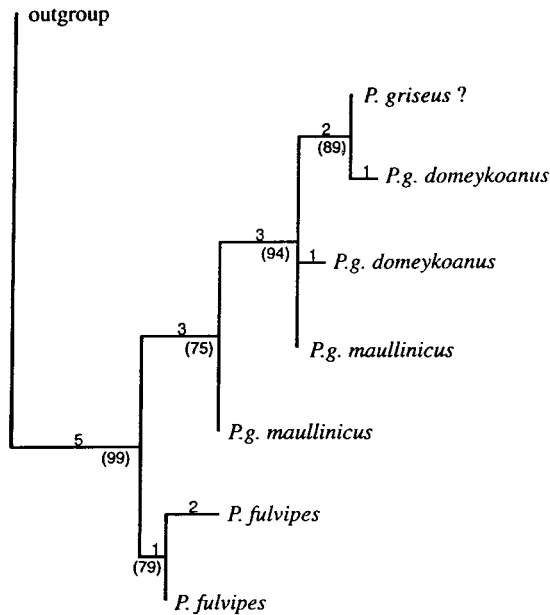 outgroup
P. griseus ?
2
(89)
1
P.g. domeykoanus
3
(94)
1
P.g. domeykoanus
3
(75)
P.g. maullinicus
P.g. maullinicus
5
(99)
2
P. fulvipes
1
(79)
P. fulvipes